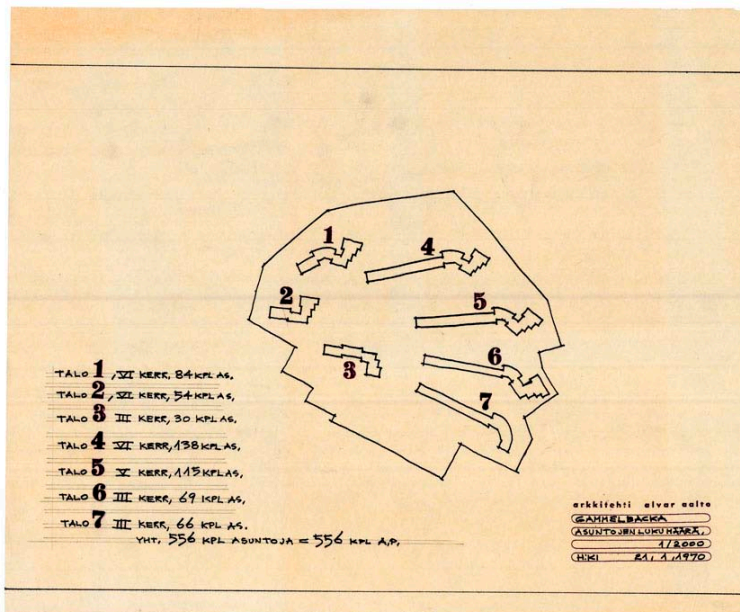 1
4
2
5
3
6
7
TALO 1, VI KERR, 84 KPL AS,
TALO 2, VI KERR, 54 KPL AS,
TALO 3 III KERR, 30 KPL AS,
TALO 4 VI KERR, 138 KPL AS,
TALO 5 V KERR, 115 KPL AS,
TALO 6 III KERR, 69 KPL AS,
TALO 7 III KERR, 66 KPL AS.
YHT. 556 KPL ASUNTOJA = 556 KPL A.P.
arkkitehti alvar aalto
GAMMELBACKA
ASUNTOJEN LUKUMÄÄRÄ,
1/2000
H:KI 21, 1, 1970